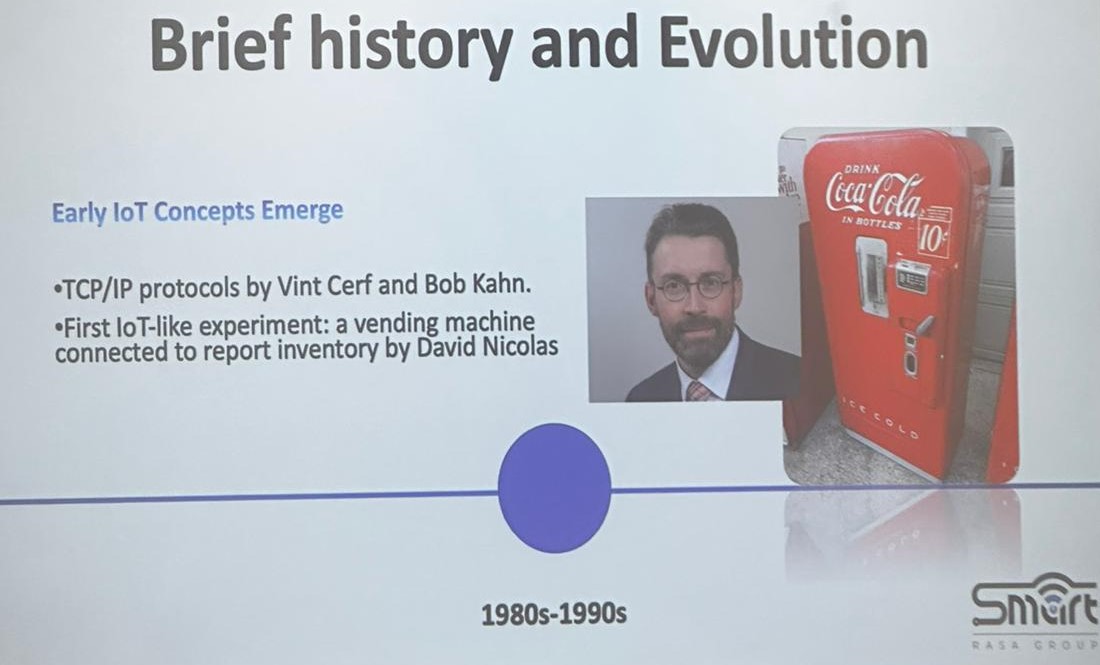 Brief history and Evolution
Early IoT Concepts Emerge
•TCP/IP protocols by Vint Cerf and Bob Kahn.
•First IoT-like experiment: a vending machine
connected to report inventory by David Nicolas
DRINK
Coca-Cola
IN BOTTLES
10¢
ICE COLD
1980s-1990s
Smart
RASA GROUP